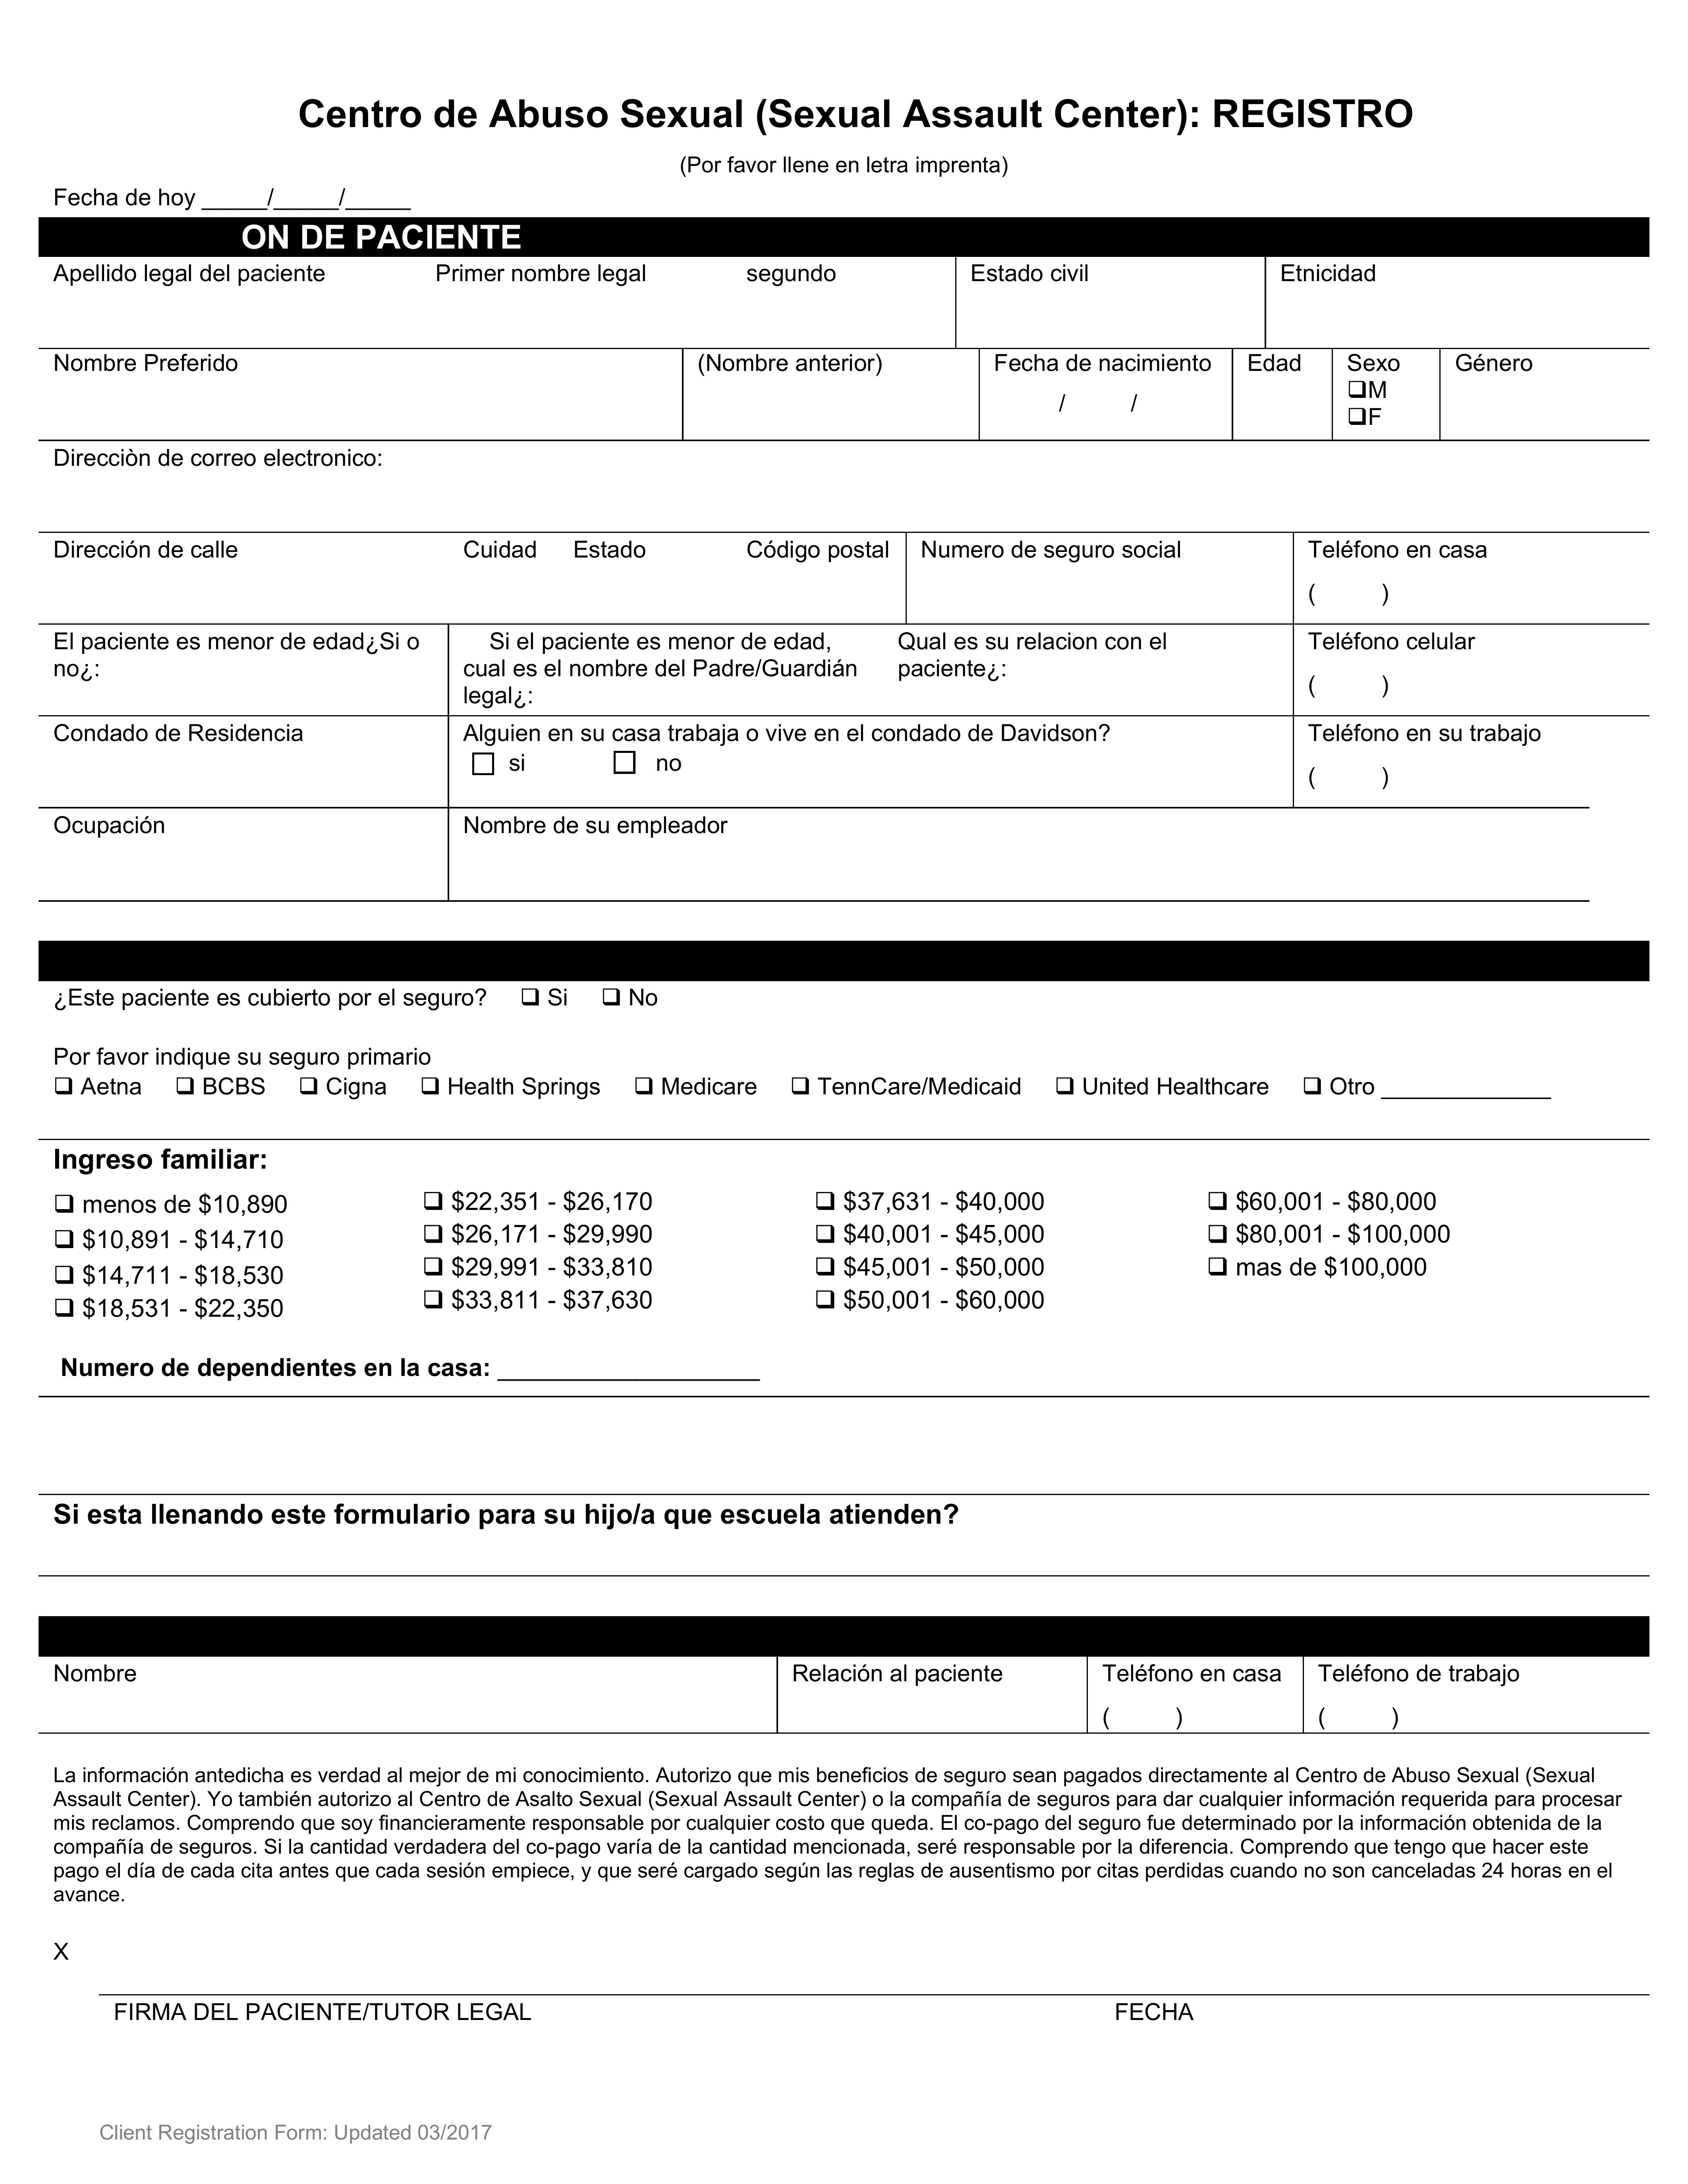 Centro de Abuso Sexual (Sexual Assault Center): REGISTRO
(Por favor llene en letra imprenta)
Fecha de hoy _____/_____/_____
ON DE PACIENTE
Apellido legal del paciente Primer nombre legal segundo Estado civil Etnicidad
Nombre Preferido (Nombre anterior) Fecha de nacimiento Edad Sexo Género
❑M
/ /
❑F
Direcciòn de correo electronico:
Dirección de calle Cuidad Estado Código postal Numero de seguro social Teléfono en casa
( )
El paciente es menor de edad¿Si o no¿: Si el paciente es menor de edad, cual es el nombre del Padre/Guardián legal¿: Qual es su relacion con el paciente¿: Teléfono celular
( )
Condado de Residencia Alguien en su casa trabaja o vive en el condado de Davidson? Teléfono en su trabajo
☐ si ☐ no
( )
Ocupación Nombre de su empleador
¿Este paciente es cubierto por el seguro? ❑ Si ❑ No
Por favor indique su seguro primario
❑ Aetna ❑ BCBS ❑ Cigna ❑ Health Springs ❑ Medicare ❑ TennCare/Medicaid ❑ United Healthcare ❑ Otro _____________
Ingreso familiar:
❑ menos de $10,890 ❑ $22,351 - $26,170 ❑ $37,631 - $40,000 ❑ $60,001 - $80,000
❑ $10,891 - $14,710 ❑ $26,171 - $29,990 ❑ $40,001 - $45,000 ❑ $80,001 - $100,000
❑ $14,711 - $18,530 ❑ $29,991 - $33,810 ❑ $45,001 - $50,000 ❑ mas de $100,000
❑ $18,531 - $22,350 ❑ $33,811 - $37,630 ❑ $50,001 - $60,000
Numero de dependientes en la casa: ____________________
Si esta llenando este formulario para su hijo/a que escuela atienden?
Nombre Relación al paciente Teléfono en casa Teléfono de trabajo
( ) ( )
La información antedicha es verdad al mejor de mi conocimiento. Autorizo que mis beneficios de seguro sean pagados directamente al Centro de Abuso Sexual (Sexual
Assault Center). Yo también autorizo al Centro de Asalto Sexual (Sexual Assault Center) o la compañía de seguros para dar cualquier información requerida para procesar
mis reclamos. Comprendo que soy financieramente responsable por cualquier costo que queda. El co-pago del seguro fue determinado por la información obtenida de la
compañía de seguros. Si la cantidad verdadera del co-pago varía de la cantidad mencionada, seré responsable por la diferencia. Comprendo que tengo que hacer este
pago el día de cada cita antes que cada sesión empiece, y que seré cargado según las reglas de ausentismo por citas perdidas cuando no son canceladas 24 horas en el
avance.
X
FIRMA DEL PACIENTE/TUTOR LEGAL FECHA
Client Registration Form: Updated 03/2017